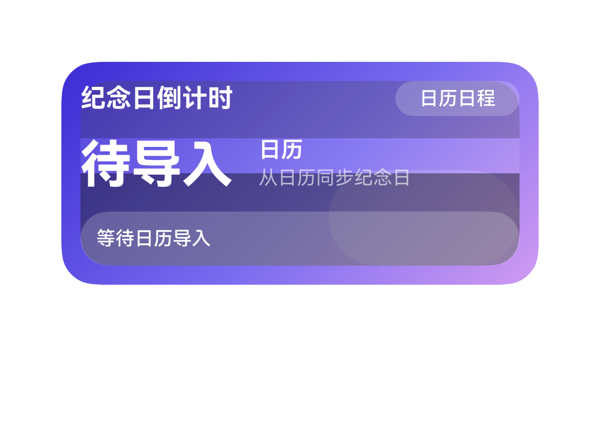 纪念日倒计时
日历日程
待导入
日历
从日历同步纪念日
等待日历导入